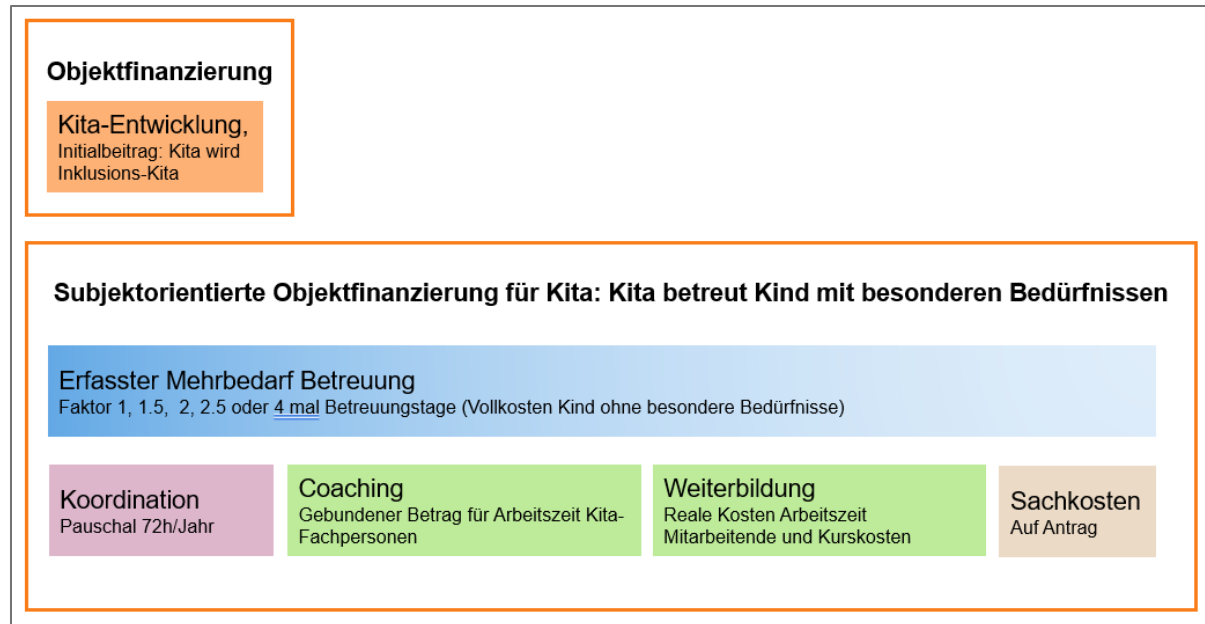 Objektfinanzierung
Kita-Entwicklung,
Initialbeitrag: Kita wird
Inklusions-Kita
Subjektorientierte Objektfinanzierung für Kita: Kita betreut Kind mit besonderen Bedürfnissen
Erfasster Mehrbedarf Betreuung
Faktor 1, 1.5, 2, 2.5 oder 4 mal Betreuungstage (Vollkosten Kind ohne besondere Bedürfnisse)
Koordination
Pauschal 72h/Jahr
Coaching
Gebundener Betrag für Arbeitszeit Kita-
Fachpersonen
Weiterbildung
Reale Kosten Arbeitszeit
Mitarbeitende und Kurskosten
Sachkosten
Auf Antrag